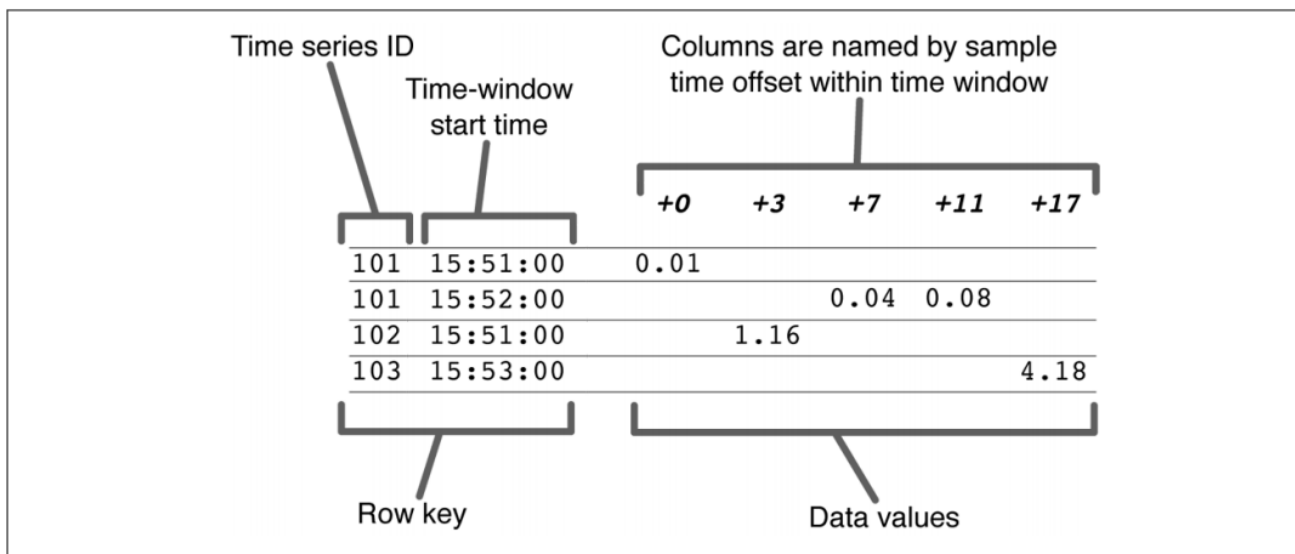 Time series ID
Columns are named by sample
time offset within time window
Time-window
start time
+0 +3 +7 +11 +17
101 15:51:00 0.01
101 15:52:00 0.04 0.08
102 15:51:00 1.16
103 15:53:00 4.18
Row key
Data values